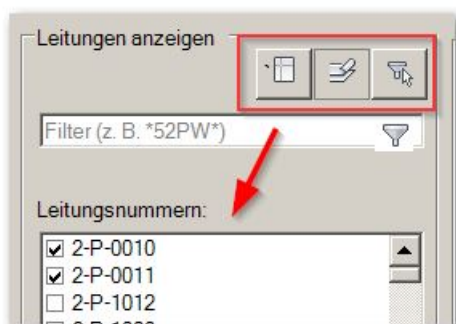 Leitungen anzeigen
Filter (z. B. *52PW*)
Leitungsnummern:
2-P-0010
2-P-0011
2-P-1012